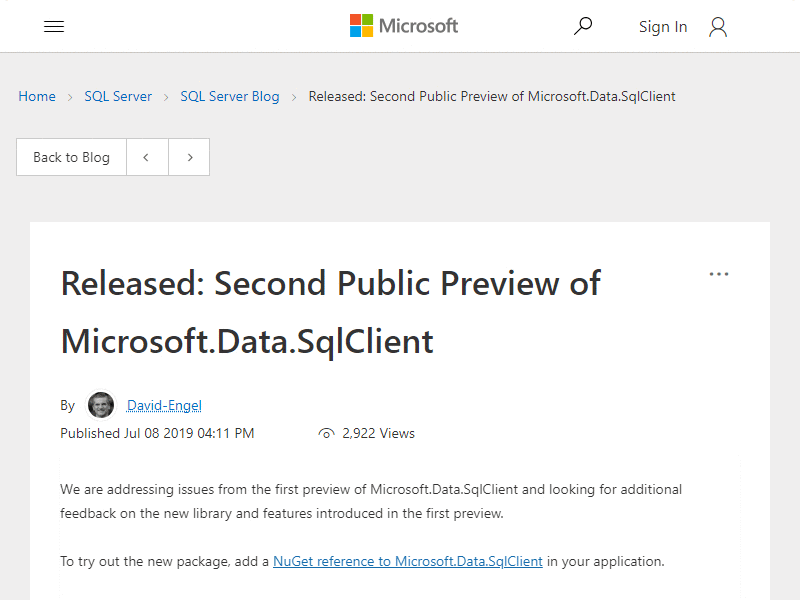 Microsoft
Sign In
Home
SQL Server
SQL Server Blog
Released: Second Public Preview of Microsoft.Data.SqlClient
Back to Blog
Released: Second Public Preview of
Microsoft.Data.SqlClient
By David-Engel
Published Jul 08 2019 04:11 PM
2,922 Views
We are addressing issues from the first preview of Microsoft.Data.SqlClient and looking for additional
feedback on the new library and features introduced in the first preview.
To try out the new package, add a NuGet reference to Microsoft.Data.SqlClient in your application.